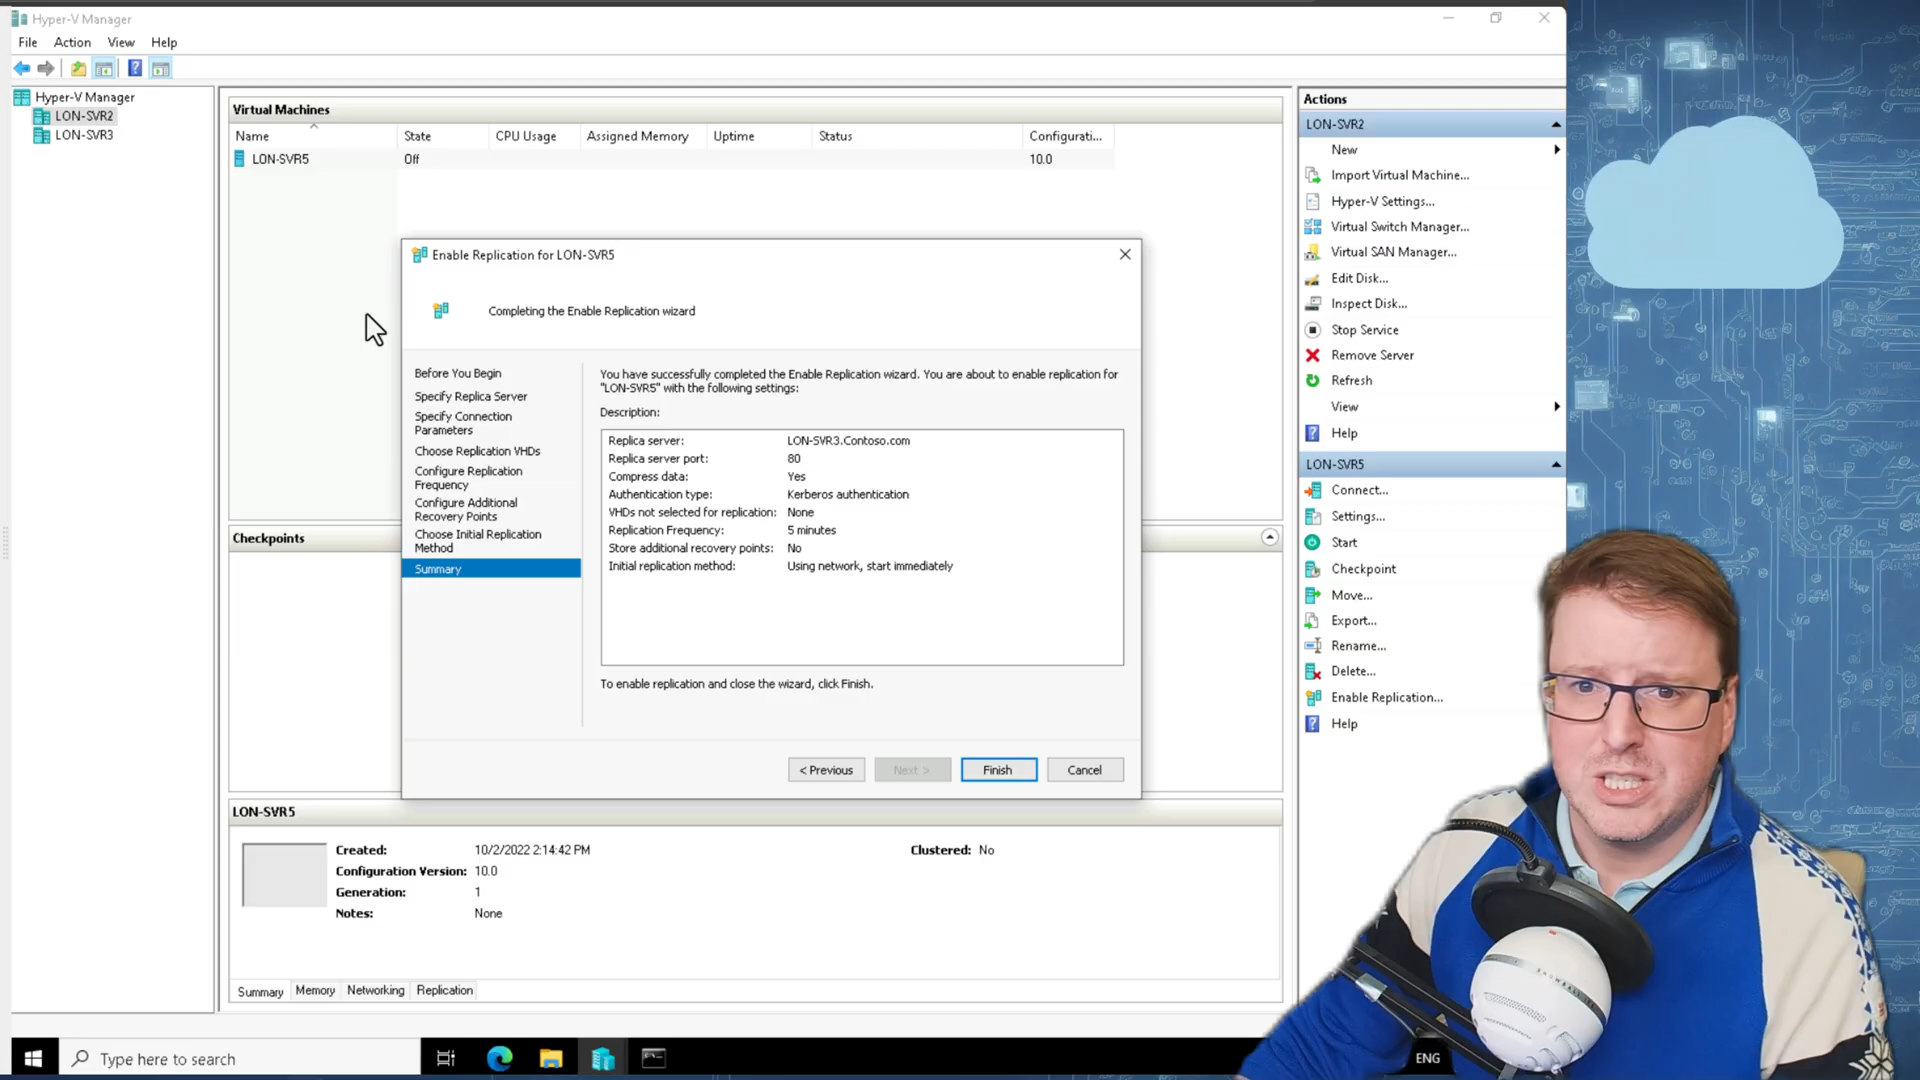 Hyper-V Manager
File Action View Help
Hyper-V Manager
LON-SVR2
LON-SVR3
Virtual Machines
Name State CPU Usage Assigned Memory Uptime Status Configurati...
LON-SVR5 Off 10.0
Enable Replication for LON-SVR5
Completing the Enable Replication wizard
Before You Begin
Specify Replica Server
Specify Connection
Parameters
Choose Replication VHDs
Configure Replication
Frequency
Configure Additional
Recovery Points
Choose Initial Replication
Method
Summary
You have successfully completed the Enable Replication wizard. You are about to enable replication for
"LON-SVR5" with the following settings:
Description:
Replica server: LON-SVR3.Contoso.com
Replica server port: 80
Compress data: Yes
Authentication type: Kerberos authentication
VHDs not selected for replication: None
Replication Frequency: 5 minutes
Store additional recovery points: No
Initial replication method: Using network, start immediately
To enable replication and close the wizard, click Finish.
< Previous Next > Finish Cancel
Checkpoints
LON-SVR5
Created: 10/2/2022 2:14:42 PM Clustered: No
Configuration Version: 10.0
Generation: 1
Notes: None
Summary Memory Networking Replication
Actions
LON-SVR2
New
Import Virtual Machine...
Hyper-V Settings...
Virtual Switch Manager...
Virtual SAN Manager...
Edit Disk...
Inspect Disk...
Stop Service
Remove Server
Refresh
View
Help
LON-SVR5
Connect...
Settings...
Start
Checkpoint
Move...
Export...
Rename...
Delete...
Enable Replication...
Help
Type here to search
ENG